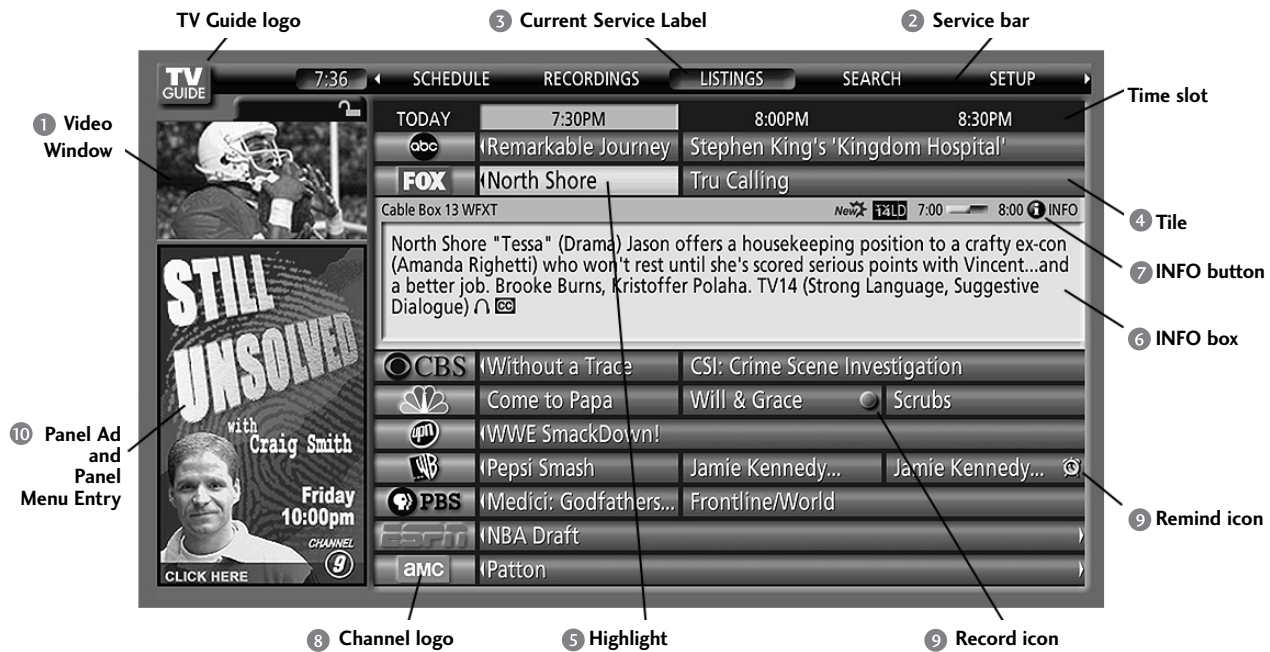 TV Guide logo
3 Current Service Label
2 Service bar
TV
GUIDE
7:36
SCHEDULE RECORDINGS LISTINGS SEARCH SETUP
Time slot
1 Video
Window
TODAY 7:30PM 8:00PM 8:30PM
abc Remarkable Journey Stephen King's 'Kingdom Hospital'
FOX North Shore Tru Calling
4 Tile
Cable Box 13 WFXT New 14LD 7:00 8:00 i INFO
7 INFO button
North Shore "Tessa" (Drama) Jason offers a housekeeping position to a crafty ex-con
(Amanda Righetti) who won't rest until she's scored serious points with Vincent...and
a better job. Brooke Burns, Kristoffer Polaha. TV14 (Strong Language, Suggestive
Dialogue) CC
6 INFO box
CBS Without a Trace CSI: Crime Scene Investigation
Come to Papa Will & Grace Scrubs
upn WWE SmackDown!
WB Pepsi Smash Jamie Kennedy... Jamie Kennedy...
PBS Medici: Godfathers... Frontline/World
ESPN NBA Draft
amc Patton
9 Remind icon
10 Panel Ad
and
Panel
Menu Entry
STILL
UNSOLVED
with
Craig Smith
Friday
10:00pm
CHANNEL
9
CLICK HERE
8 Channel logo
5 Highlight
9 Record icon